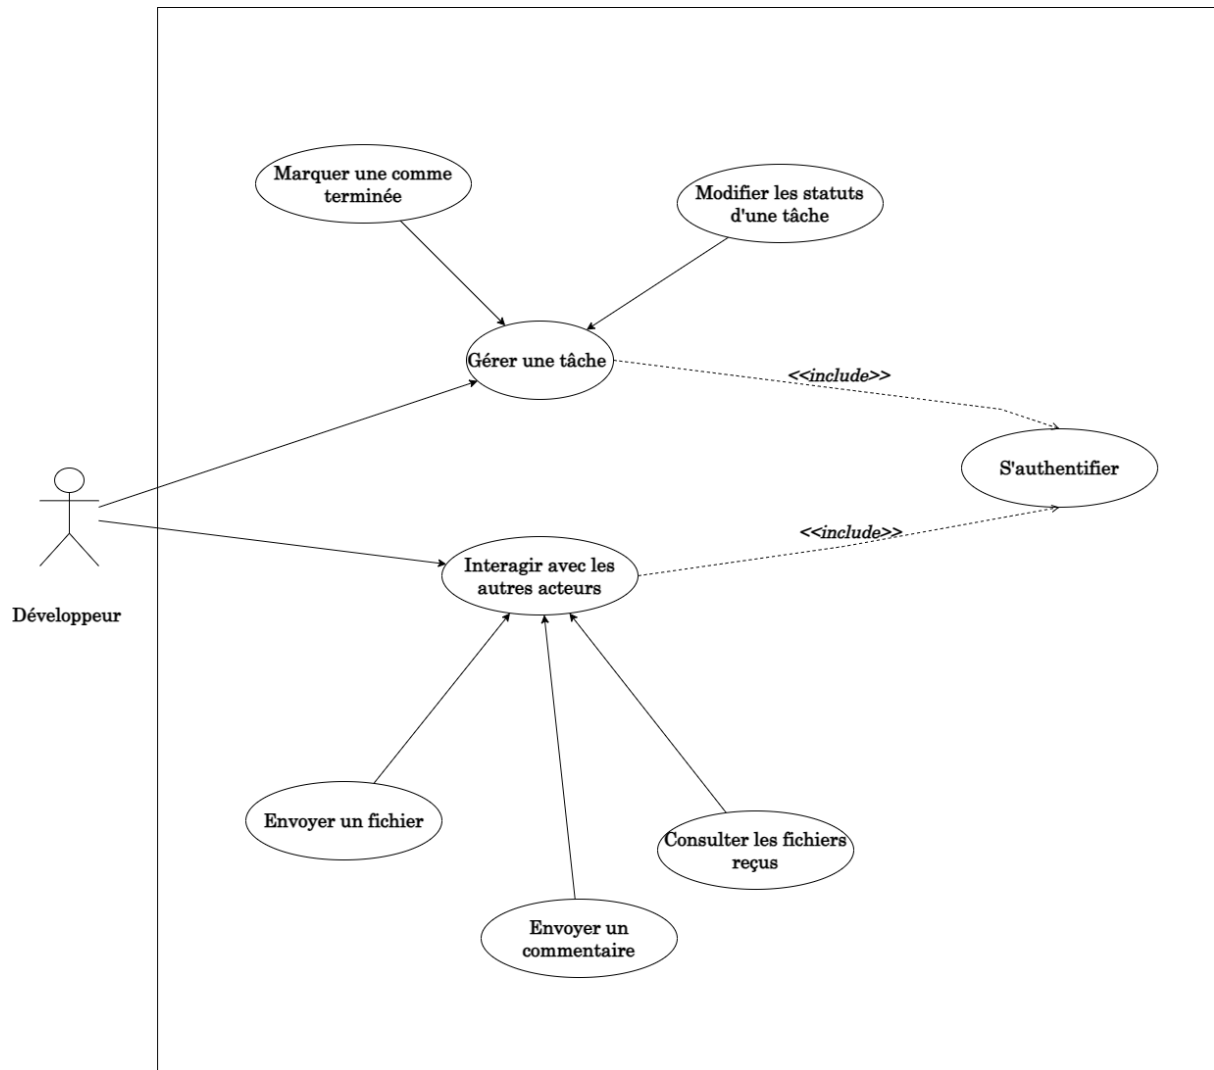 Marquer une comme
terminée
Modifier les statuts
d'une tâche
Gérer une tâche
<<include>>
S'authentifier
<<include>>
Interagir avec les
autres acteurs
Développeur
Envoyer un fichier
Consulter les fichiers
reçus
Envoyer un
commentaire